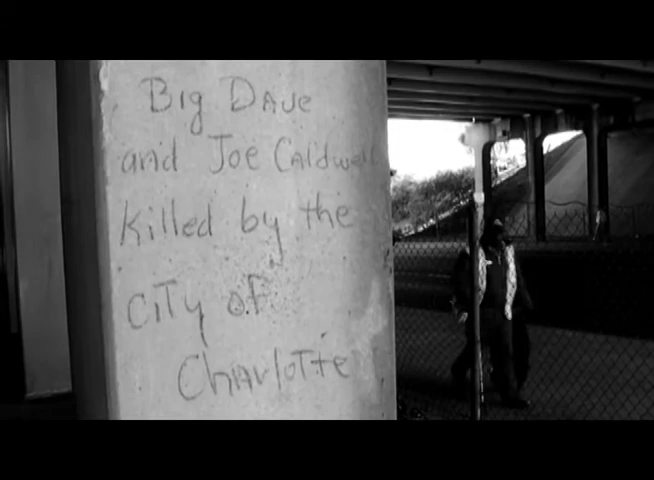 Big Dave
and Joe Caldwell
killed by the
City of
Charlotte